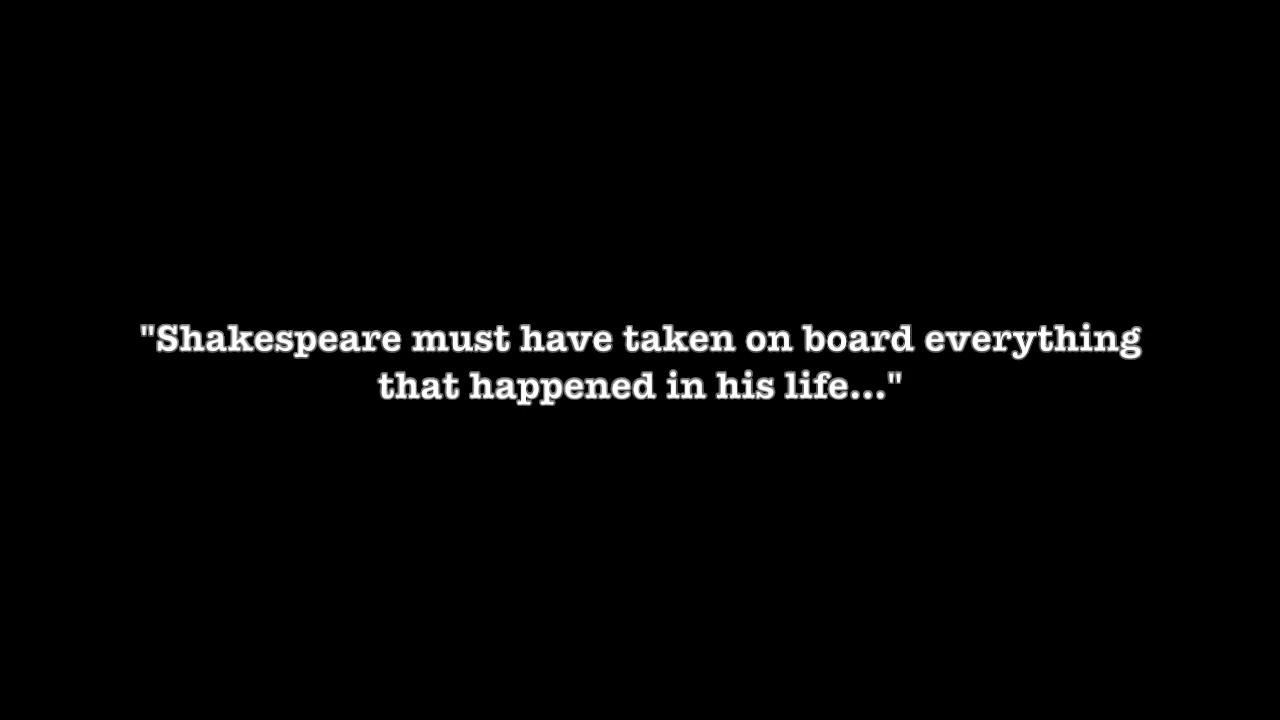 "Shakespeare must have taken on board everything
that happened in his life..."